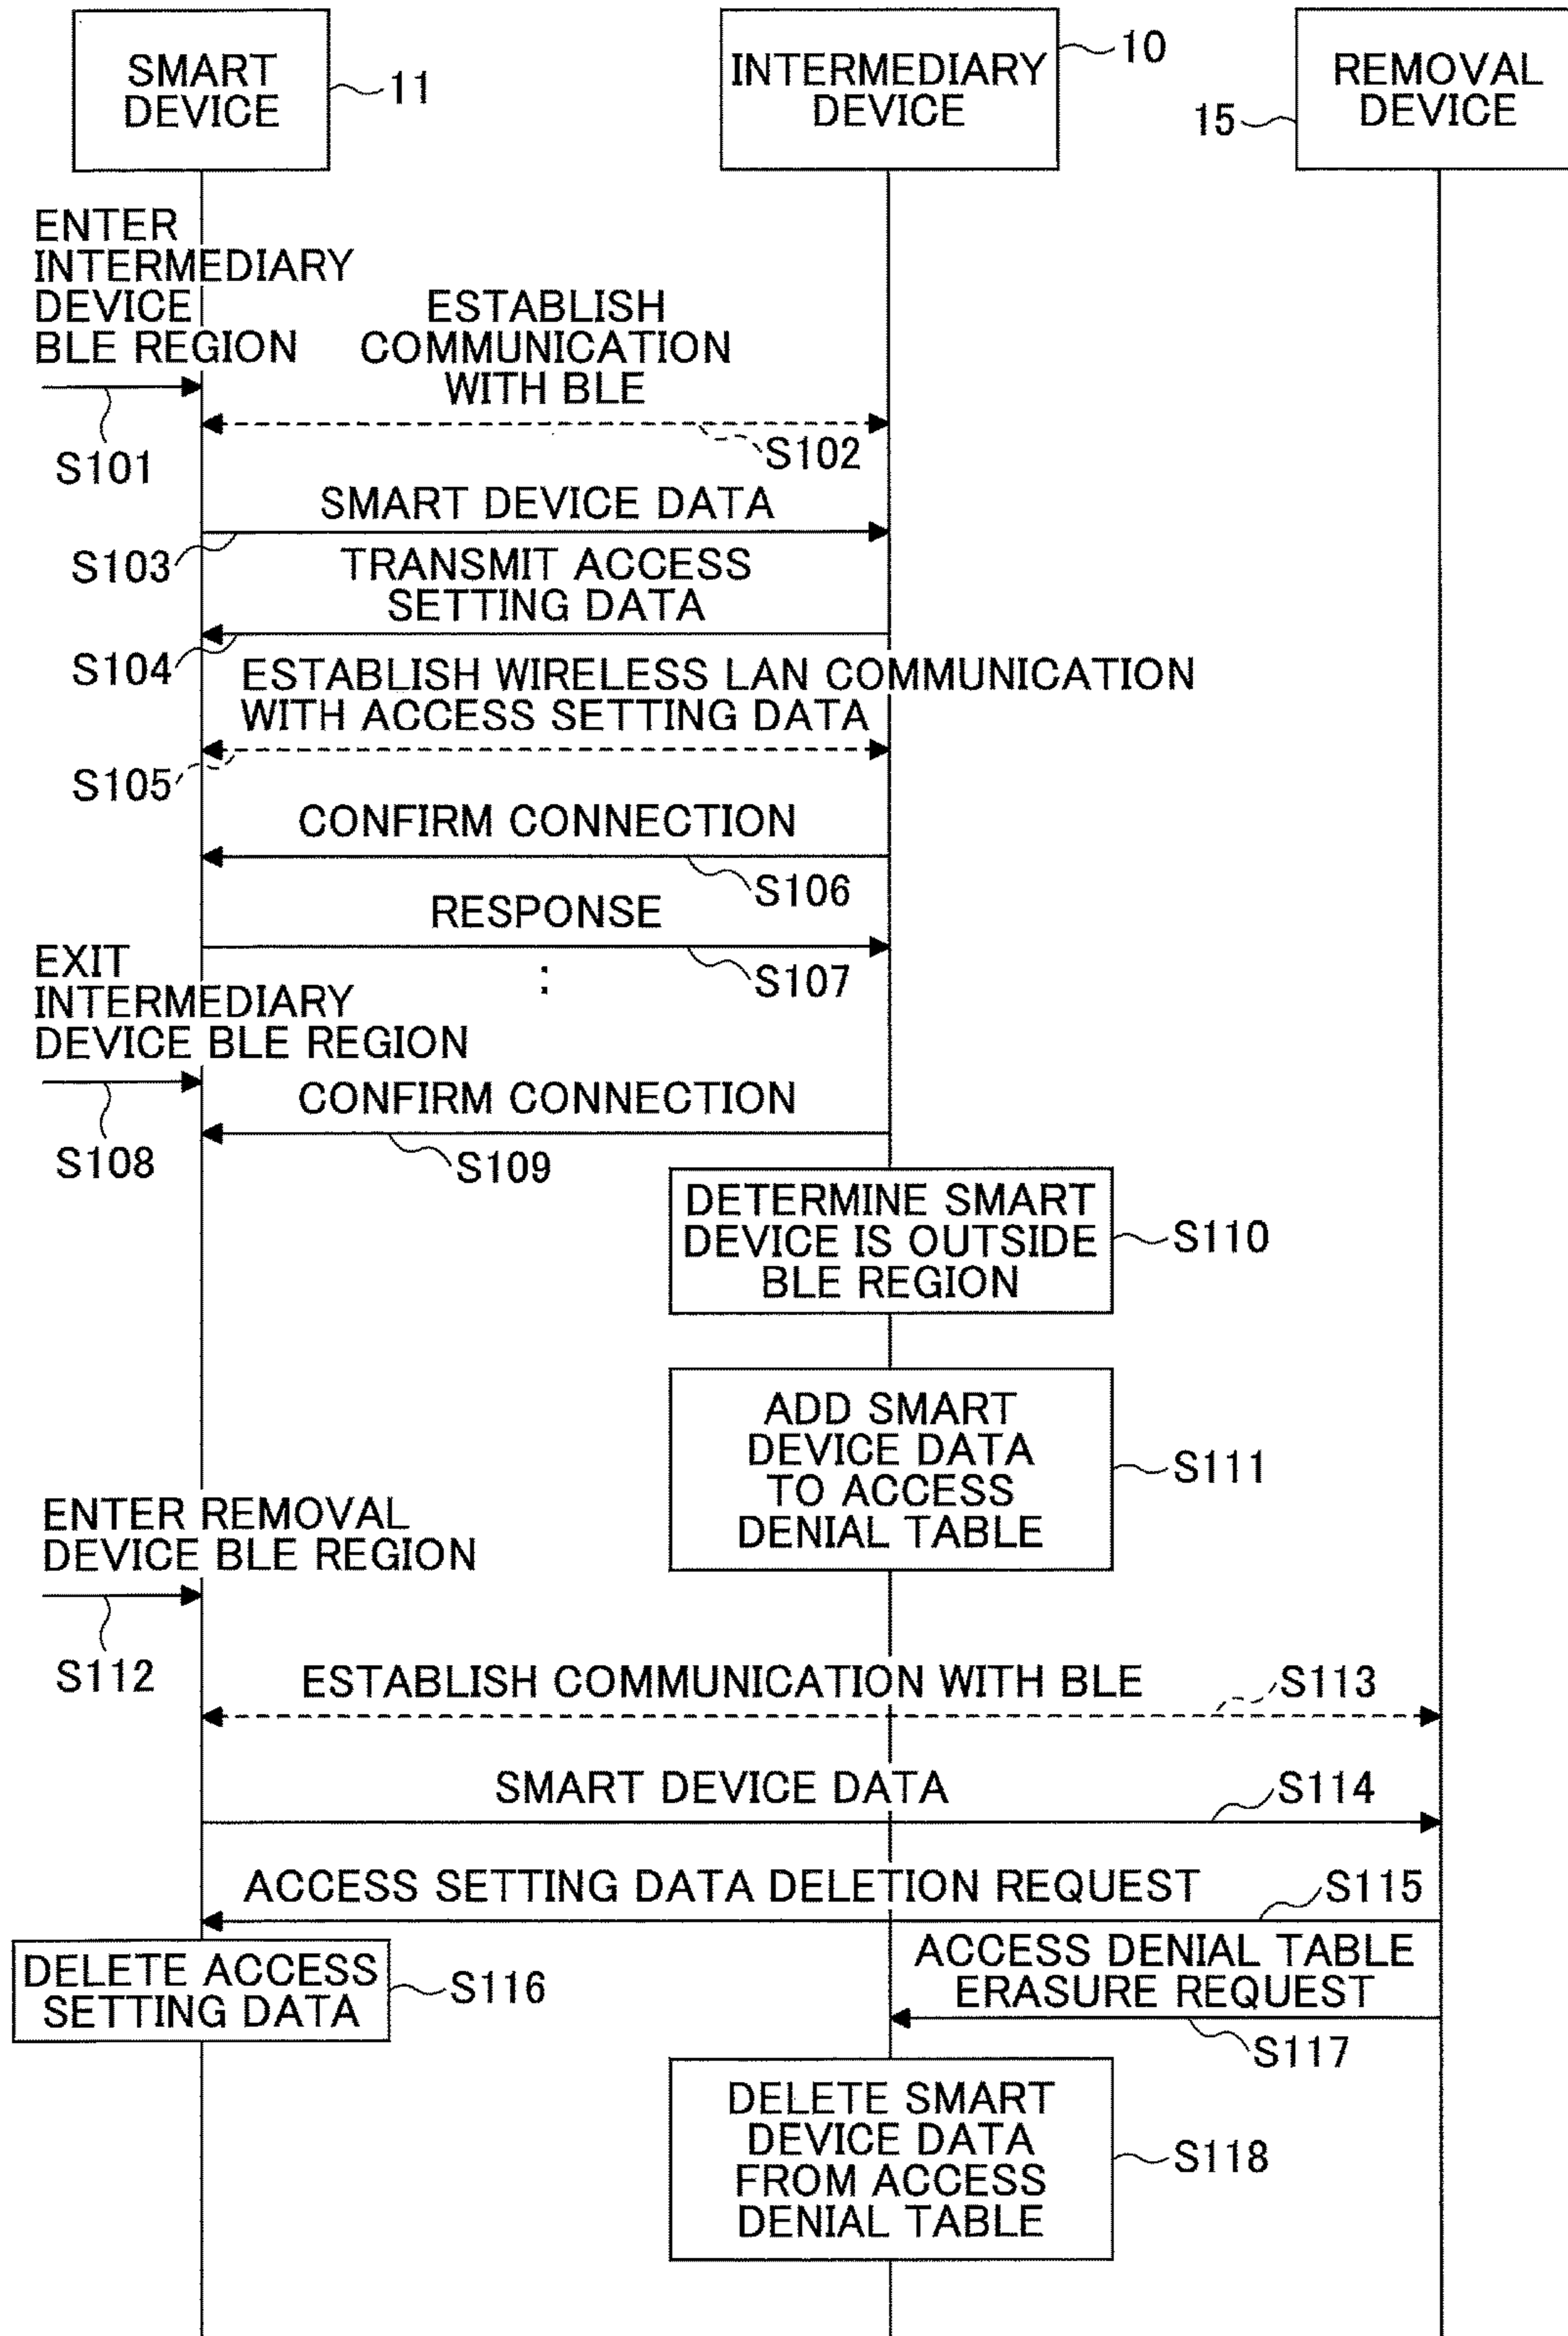 SMART
DEVICE
11
INTERMEDIARY
DEVICE
10
REMOVAL
DEVICE
15
ENTER
INTERMEDIARY
DEVICE
BLE REGION
S101
ESTABLISH
COMMUNICATION
WITH BLE
S102
SMART DEVICE DATA
S103
TRANSMIT ACCESS
SETTING DATA
S104
ESTABLISH WIRELESS LAN COMMUNICATION
WITH ACCESS SETTING DATA
S105
CONFIRM CONNECTION
S106
RESPONSE
S107
:
EXIT
INTERMEDIARY
DEVICE BLE REGION
S108
CONFIRM CONNECTION
S109
DETERMINE SMART
DEVICE IS OUTSIDE
BLE REGION
S110
ADD SMART
DEVICE DATA
TO ACCESS
DENIAL TABLE
S111
ENTER REMOVAL
DEVICE BLE REGION
S112
ESTABLISH COMMUNICATION WITH BLE
S113
SMART DEVICE DATA
S114
ACCESS SETTING DATA DELETION REQUEST
S115
DELETE ACCESS
SETTING DATA
S116
ACCESS DENIAL TABLE
ERASURE REQUEST
S117
DELETE SMART
DEVICE DATA
FROM ACCESS
DENIAL TABLE
S118